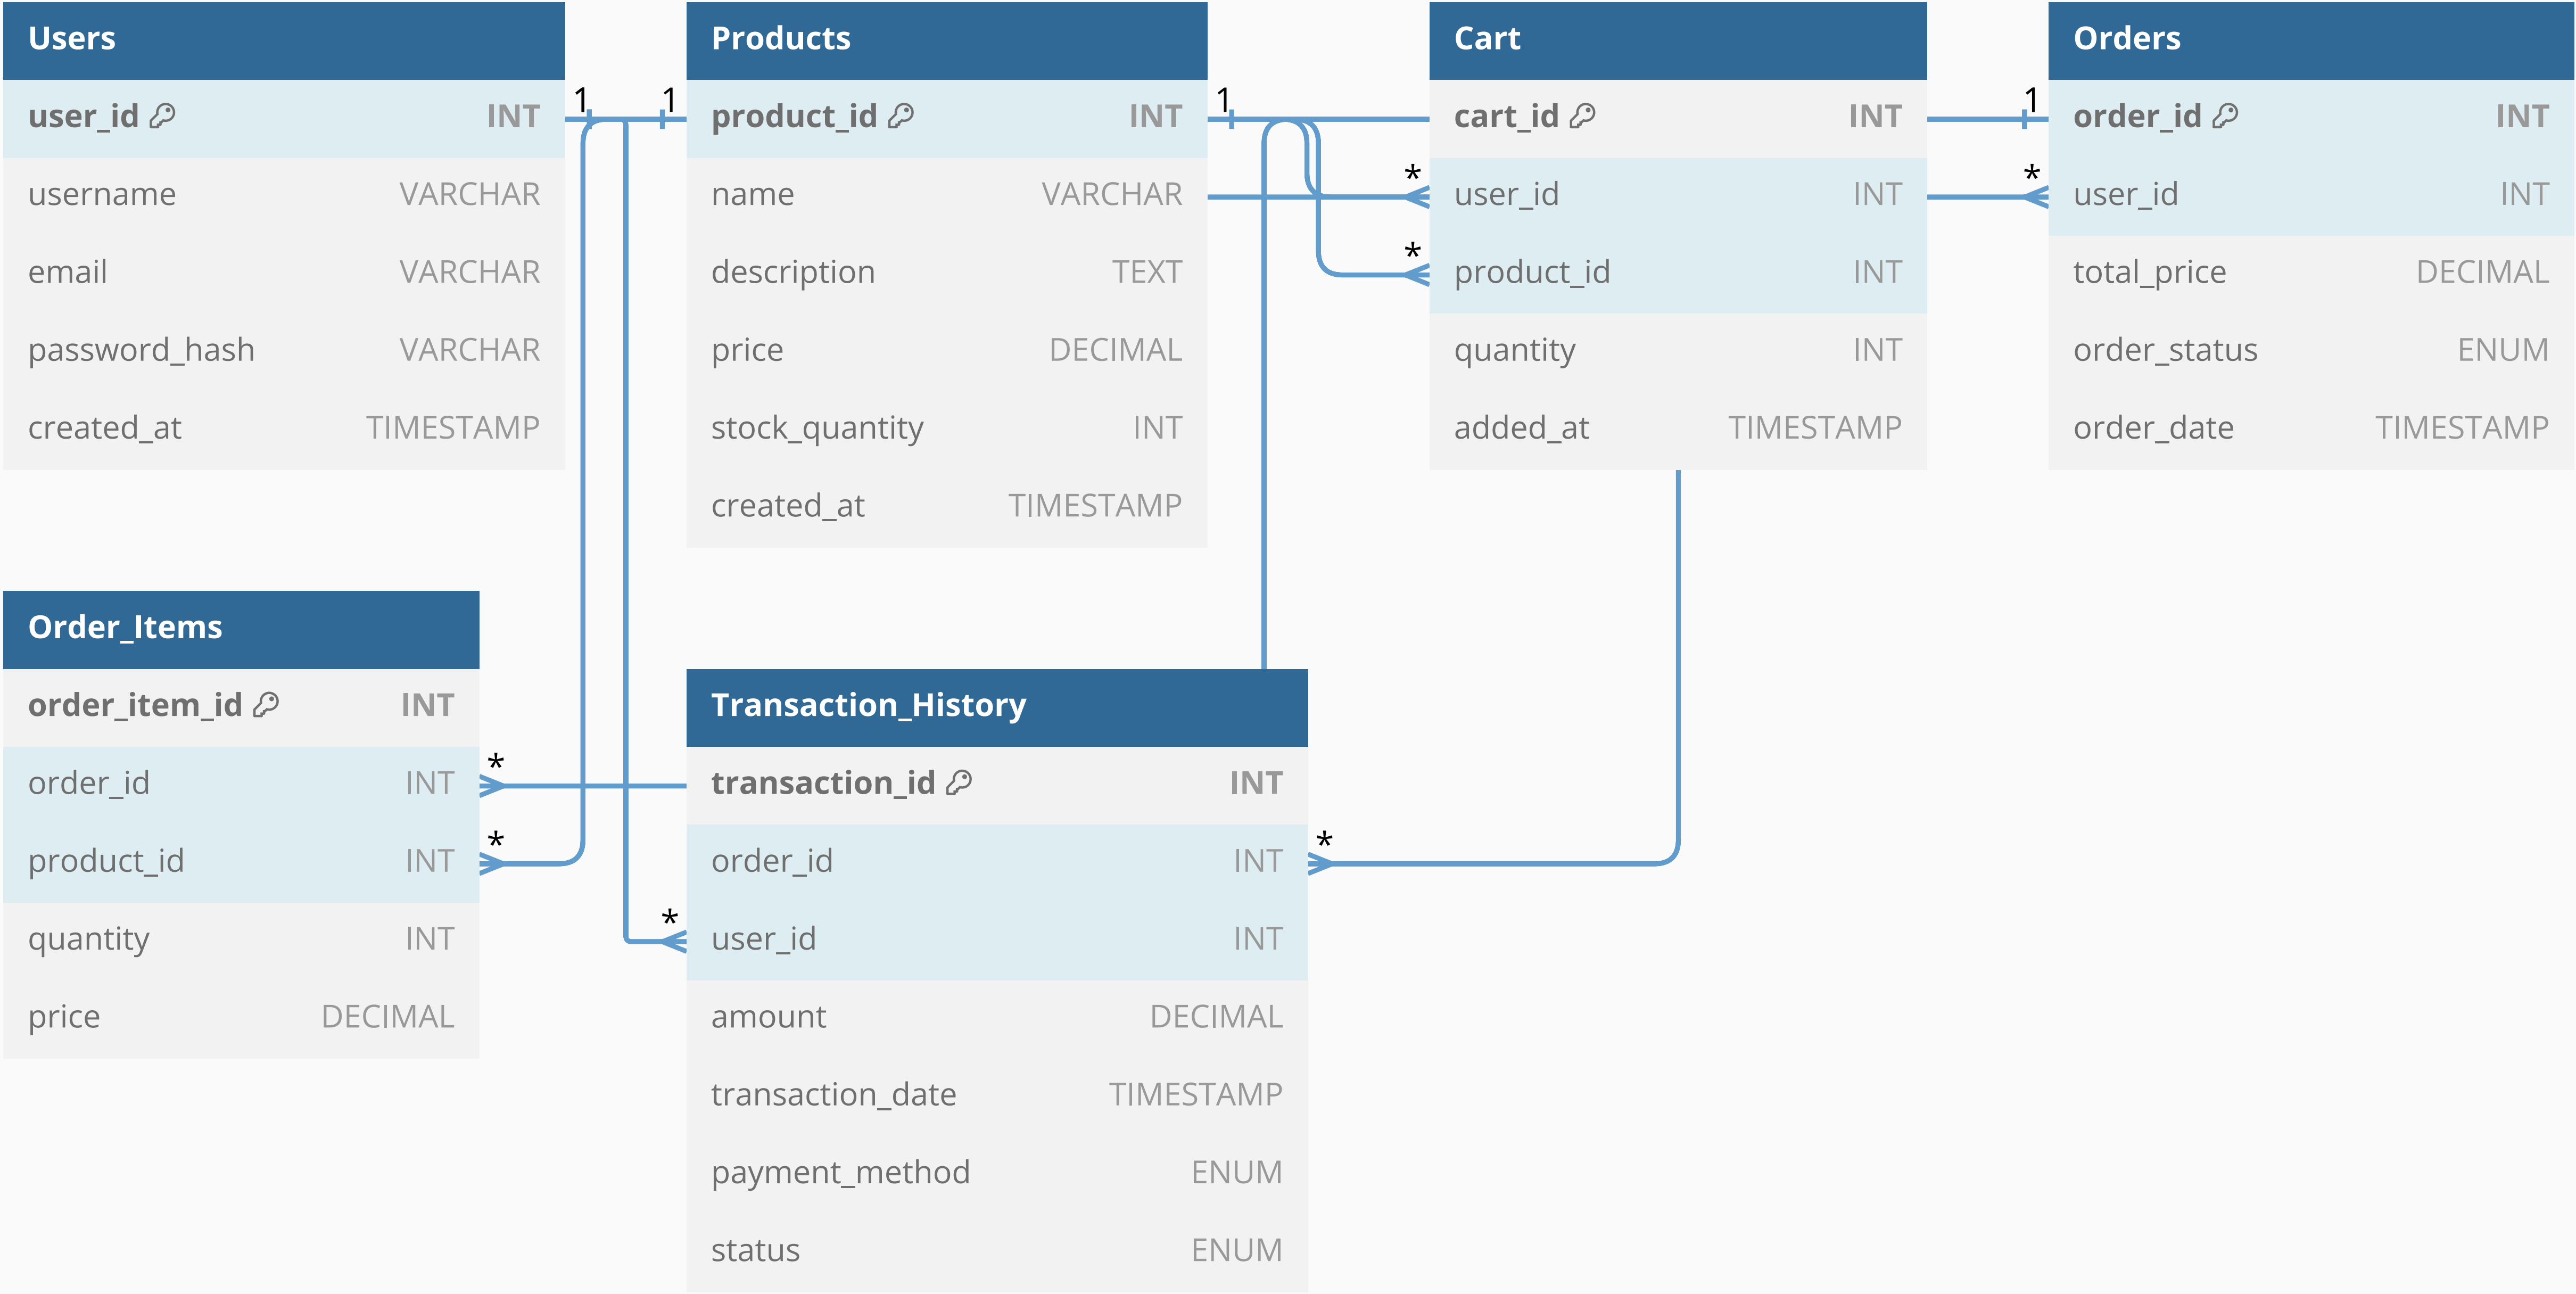 Users
user_id INT
username VARCHAR
email VARCHAR
password_hash VARCHAR
created_at TIMESTAMP
1
1
Products
product_id INT
name VARCHAR
description TEXT
price DECIMAL
stock_quantity INT
created_at TIMESTAMP
1
*
*
Cart
cart_id INT
user_id INT
product_id INT
quantity INT
added_at TIMESTAMP
1
*
Orders
order_id INT
user_id INT
total_price DECIMAL
order_status ENUM
order_date TIMESTAMP
Order_Items
order_item_id INT
order_id INT
product_id INT
quantity INT
price DECIMAL
*
*
*
Transaction_History
transaction_id INT
order_id INT
user_id INT
amount DECIMAL
transaction_date TIMESTAMP
payment_method ENUM
status ENUM
*